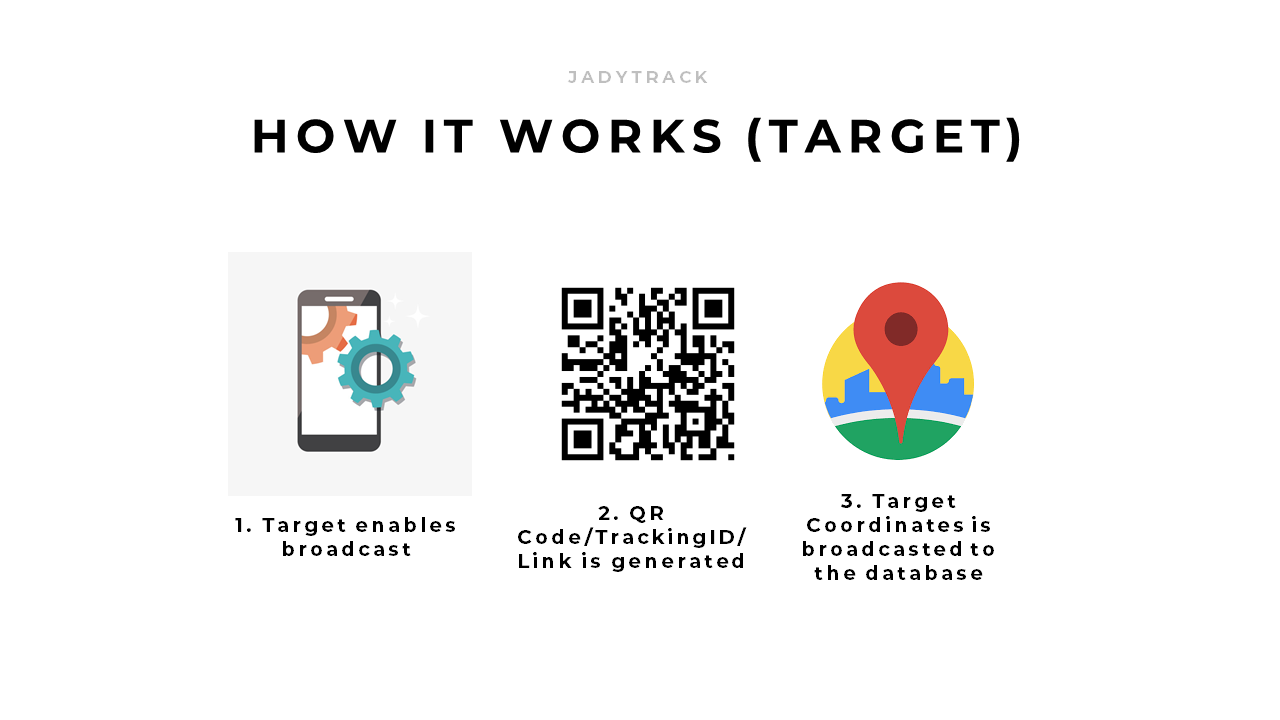 JADYTRACK
HOW IT WORKS (TARGET)
1. Target enables
broadcast
2. QR
Code/TrackingID/
Link is generated
3. Target
Coordinates is
broadcasted to
the database